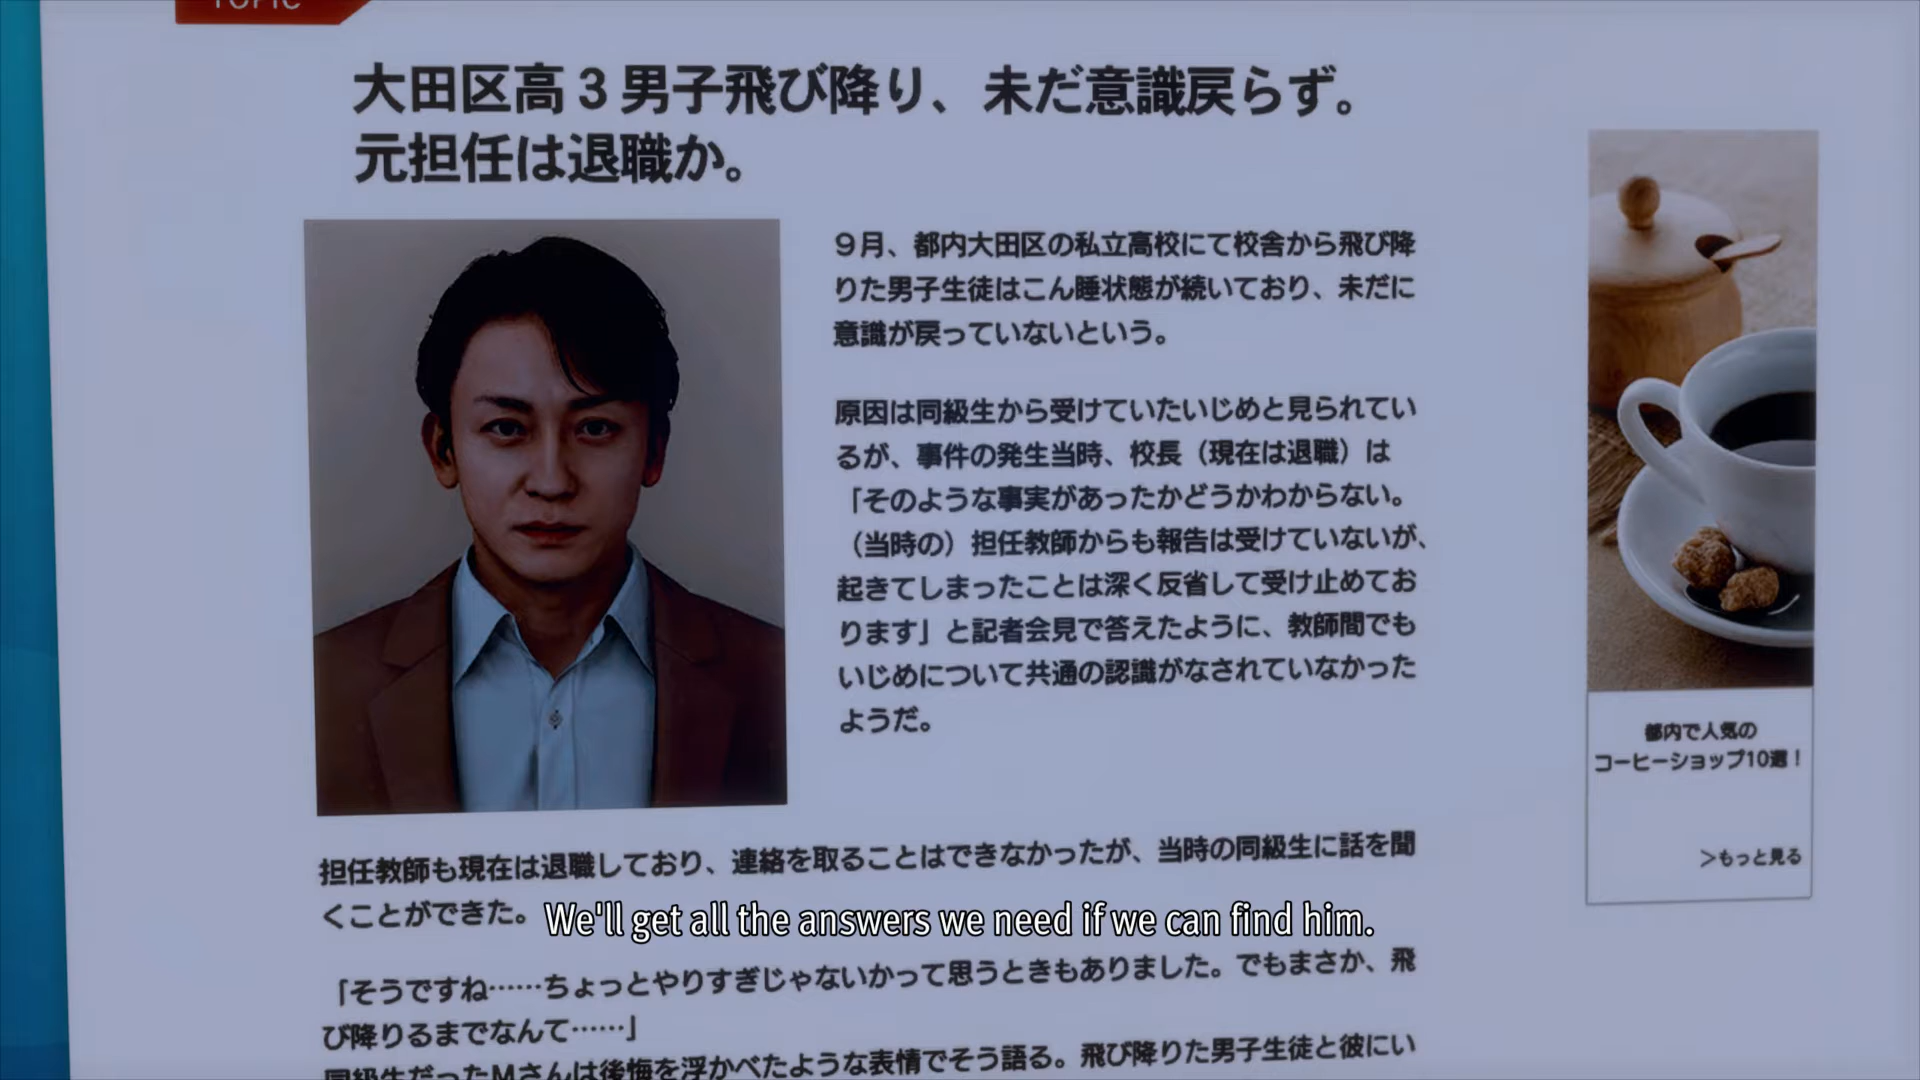 TOPIC
大田区高3男子飛び降り、未だ意識戻らず。
元担任は退職か。
9月、都内大田区の私立高校にて校舎から飛び降
りた男子生徒はこん睡状態が続いており、未だに
意識が戻っていないという。
原因は同級生から受けていたいじめと見られてい
るが、事件の発生当時、校長（現在は退職）は
「そのような事実があったかどうかわからない。
（当時の）担任教師からも報告は受けていないが、
起きてしまったことは深く反省して受け止めてお
ります」と記者会見で答えたように、教師間でも
いじめについて共通の認識がなされていなかった
ようだ。
都内で人気の
コーヒーショップ10選！
＞もっと見る
担任教師も現在は退職しており、連絡を取ることはできなかったが、当時の同級生に話を聞
くことができた。
We'll get all the answers we need if we can find him.
「そうですね……ちょっとやりすぎじゃないかって思うときもありました。でもまさか、飛
び降りるまでなんて……」
同級生だったMさんは後悔を浮かべたような表情でそう語る。飛び降りた男子生徒と彼にい